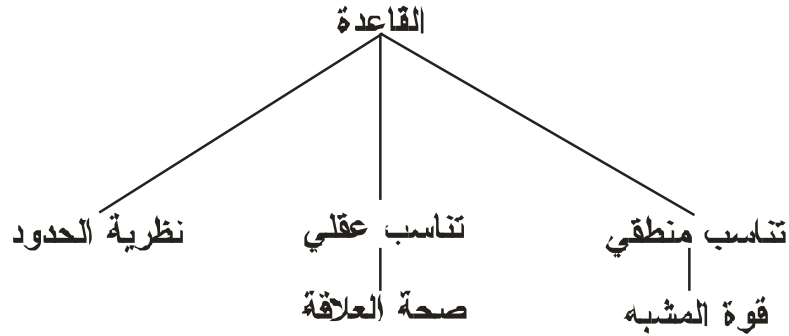 القاعدة
تناسب منطقي
تناسب عقلي
نظرية الحدود
قوة المشبه
صحة العلاقة